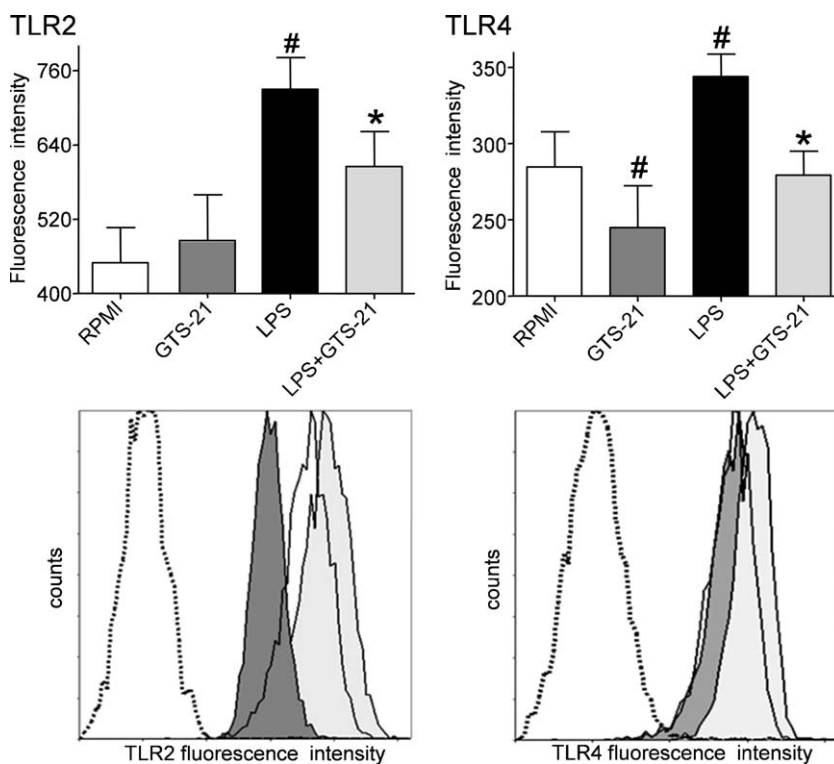 TLR2
TLR4
Fluorescence intensity
760
640
520
400
#
*
RPMI
GTS-21
LPS
LPS+GTS-21
Fluorescence intensity
350
300
250
200
#
#
*
RPMI
GTS-21
LPS
LPS+GTS-21
counts
TLR2 fluorescence intensity
counts
TLR4 fluorescence intensity